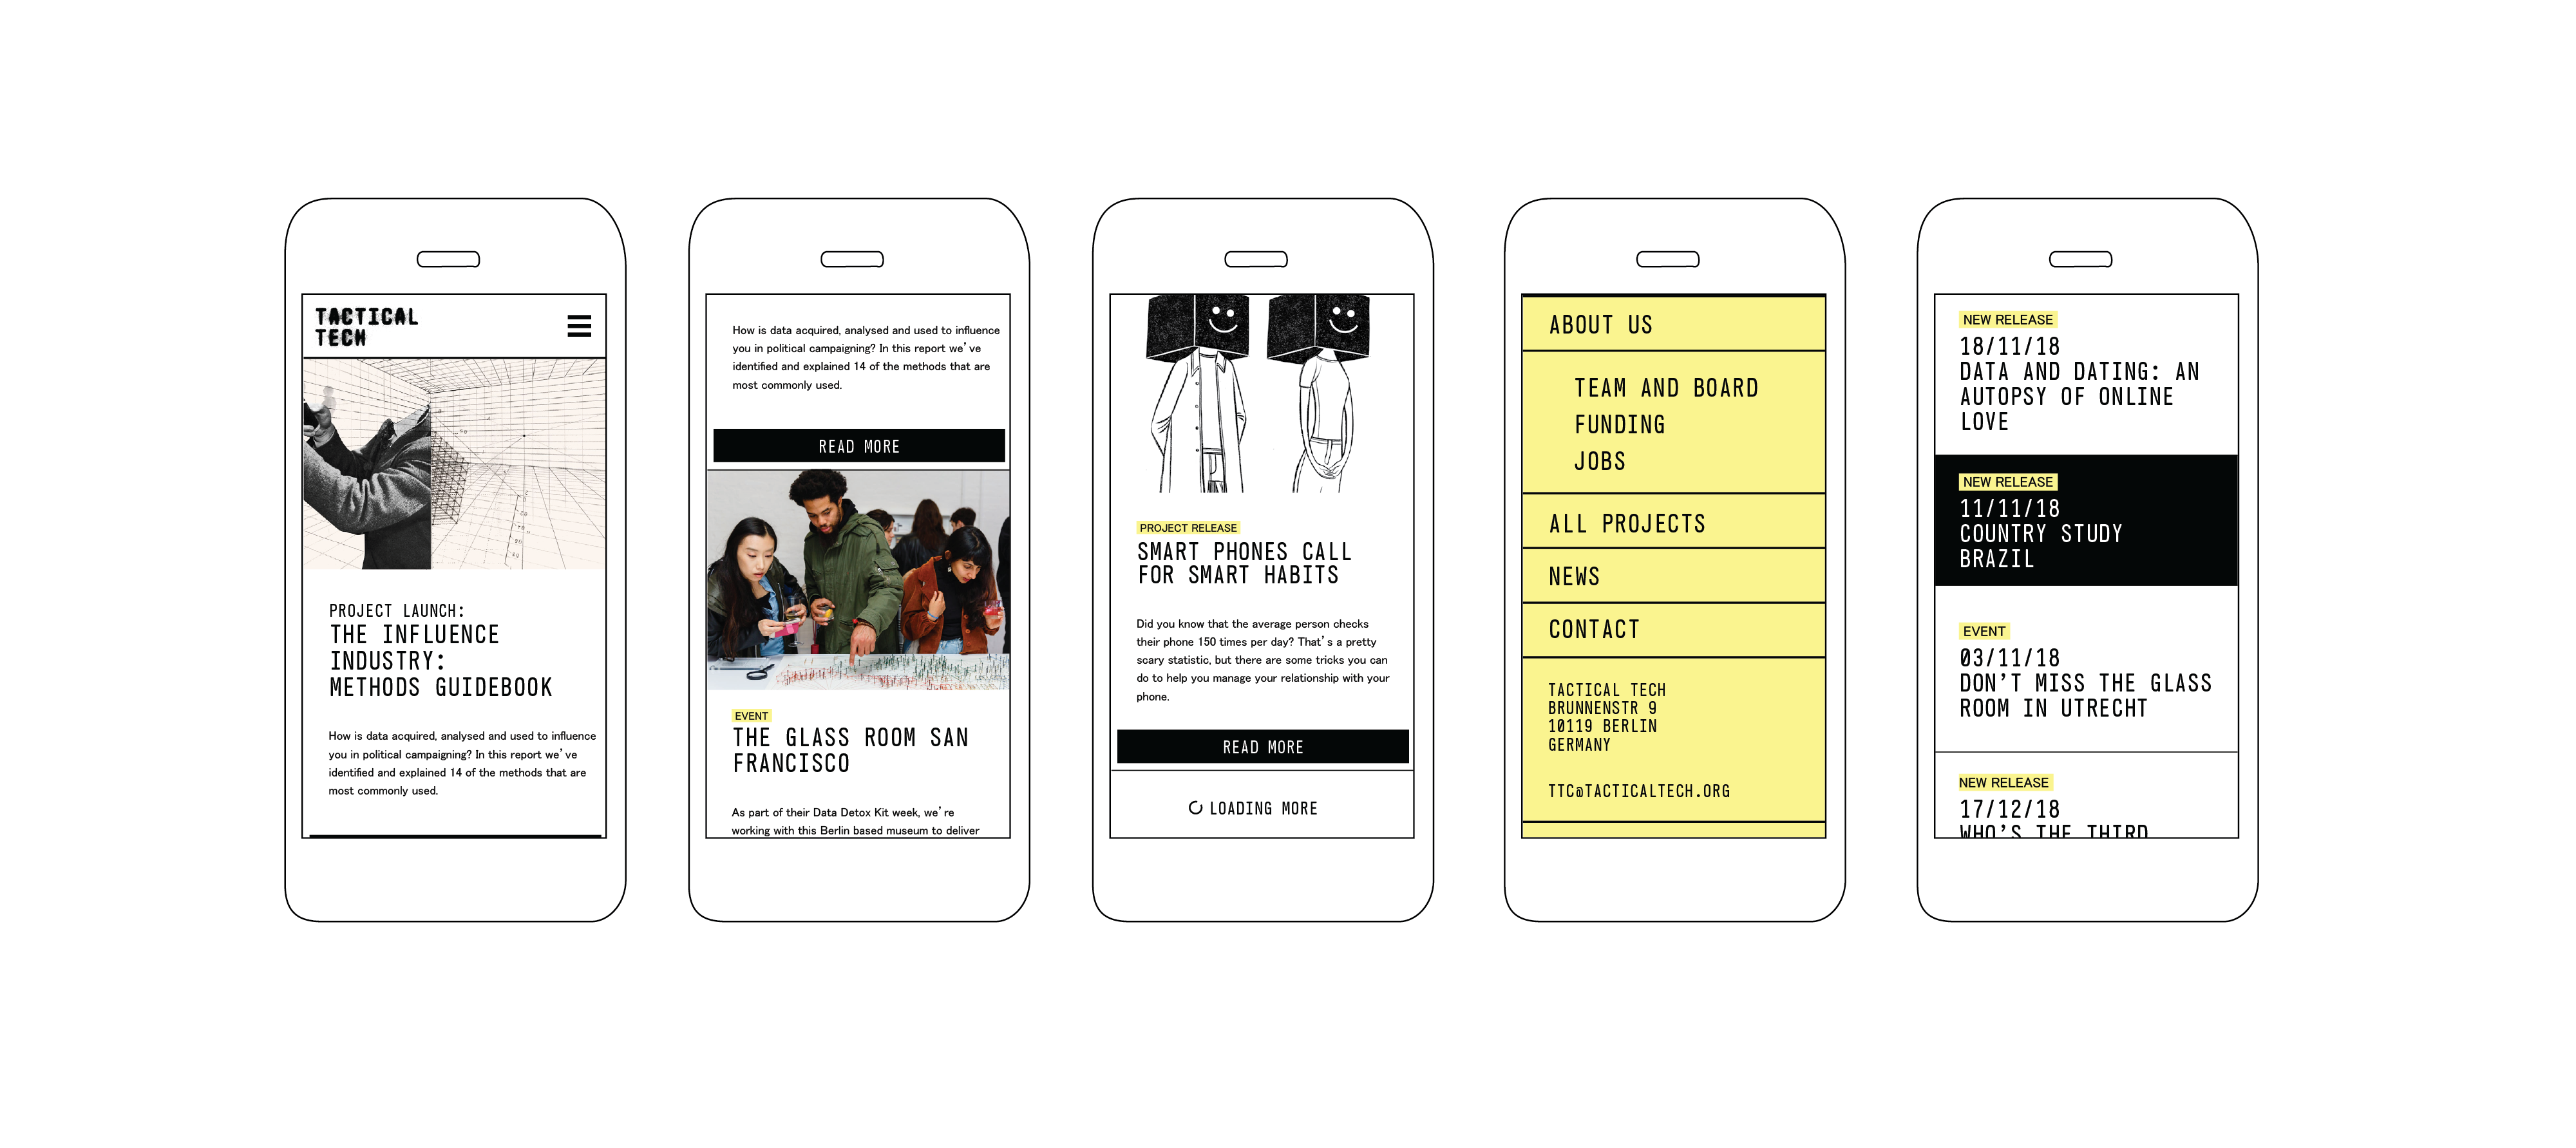 TACTICAL
TECH
PROJECT LAUNCH:
THE INFLUENCE
INDUSTRY:
METHODS GUIDEBOOK
How is data acquired, analysed and used to influence
you in political campaigning? In this report we've
identified and explained 14 of the methods that are
most commonly used.
How is data acquired, analysed and used to influence
you in political campaigning? In this report we've
identified and explained 14 of the methods that are
most commonly used.
READ MORE
EVENT
THE GLASS ROOM SAN
FRANCISCO
As part of their Data Detox Kit week, we're
working with this Berlin based museum to deliver
PROJECT RELEASE
SMART PHONES CALL
FOR SMART HABITS
Did you know that the average person checks
their phone 150 times per day? That's a pretty
scary statistic, but there are some tricks you can
do to help you manage your relationship with your
phone.
READ MORE
LOADING MORE
ABOUT US
TEAM AND BOARD
FUNDING
JOBS
ALL PROJECTS
NEWS
CONTACT
TACTICAL TECH
BRUNNENSTR 9
10119 BERLIN
GERMANY
TTC@TACTICALTECH.ORG
NEW RELEASE
18/11/18
DATA AND DATING: AN
AUTOPSY OF ONLINE
LOVE
NEW RELEASE
11/11/18
COUNTRY STUDY
BRAZIL
EVENT
03/11/18
DON'T MISS THE GLASS
ROOM IN UTRECHT
NEW RELEASE
17/12/18
WHO'S THE THIRD